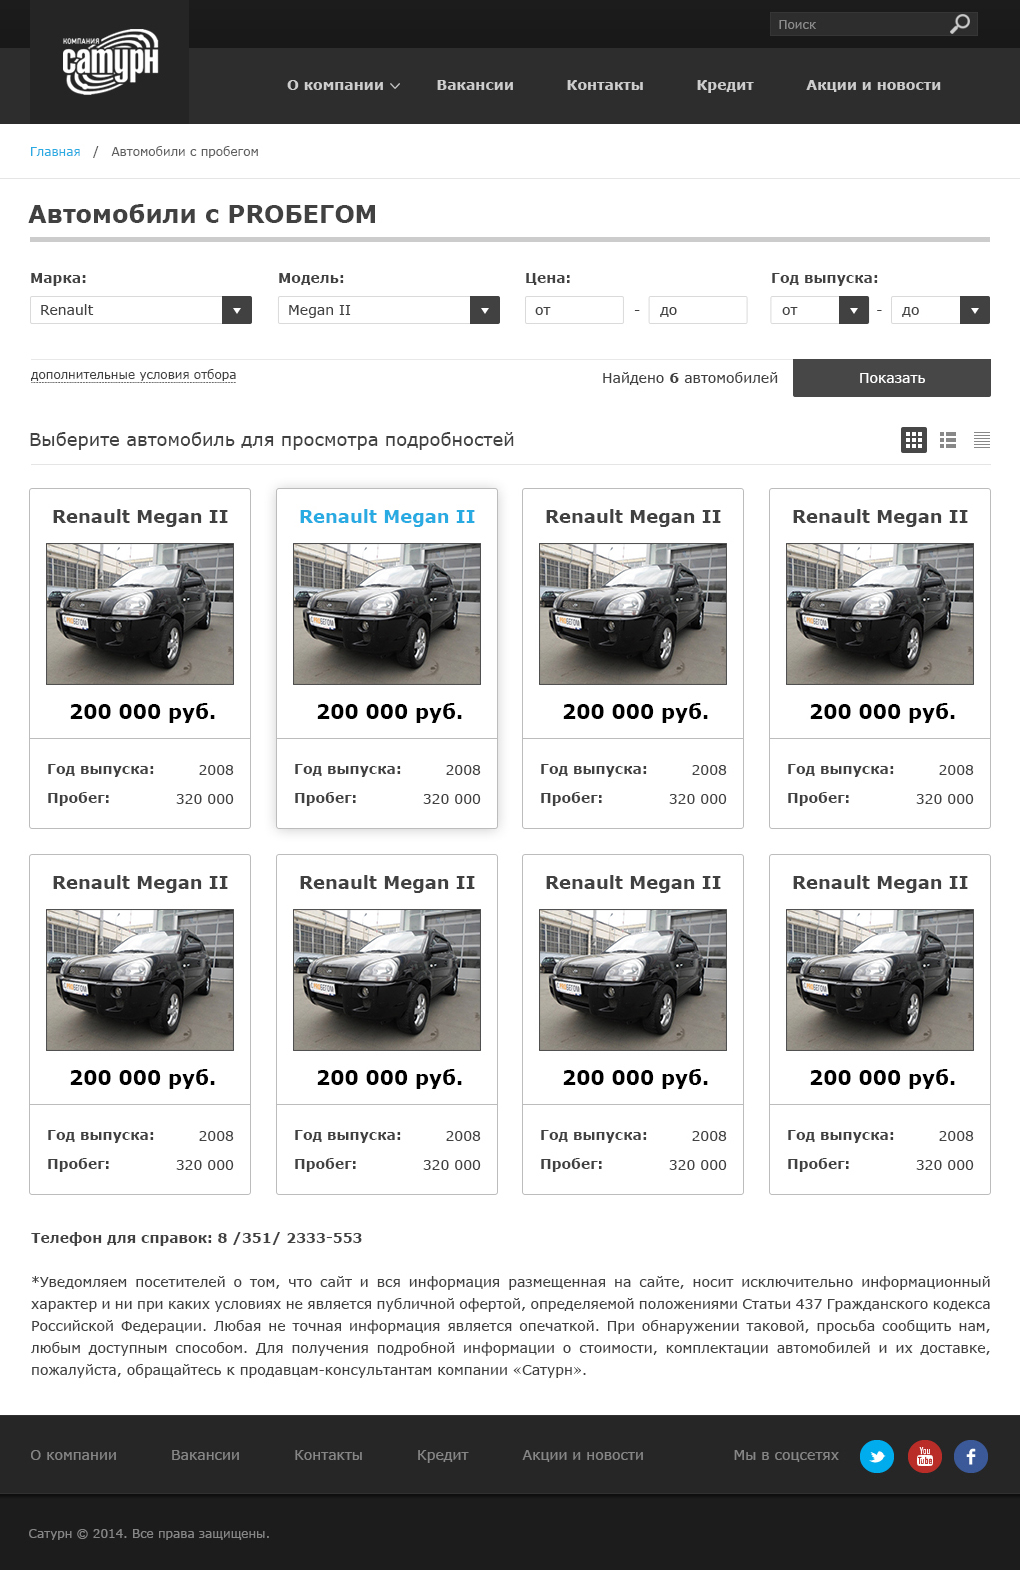 Поиск
КОМПАНИЯ
сатурн
О компании
Вакансии
Контакты
Кредит
Акции и новости
Главная / Автомобили с пробегом
Автомобили с PROБЕГОМ
Марка:
Модель:
Цена:
Год выпуска:
Renault
Megan II
от - до
от - до
дополнительные условия отбора
Найдено 6 автомобилей
Показать
Выберите автомобиль для просмотра подробностей
Renault Megan II
Renault Megan II
Renault Megan II
Renault Megan II
С PROБЕГОМ
С PROБЕГОМ
С PROБЕГОМ
С PROБЕГОМ
200 000 руб.
200 000 руб.
200 000 руб.
200 000 руб.
Год выпуска: 2008
Год выпуска: 2008
Год выпуска: 2008
Год выпуска: 2008
Пробег: 320 000
Пробег: 320 000
Пробег: 320 000
Пробег: 320 000
Renault Megan II
Renault Megan II
Renault Megan II
Renault Megan II
С PROБЕГОМ
С PROБЕГОМ
С PROБЕГОМ
С PROБЕГОМ
200 000 руб.
200 000 руб.
200 000 руб.
200 000 руб.
Год выпуска: 2008
Год выпуска: 2008
Год выпуска: 2008
Год выпуска: 2008
Пробег: 320 000
Пробег: 320 000
Пробег: 320 000
Пробег: 320 000
Телефон для справок: 8 /351/ 2333-553
*Уведомляем посетителей о том, что сайт и вся информация размещенная на сайте, носит исключительно информационный
характер и ни при каких условиях не является публичной офертой, определяемой положениями Статьи 437 Гражданского кодекса
Российской Федерации. Любая не точная информация является опечаткой. При обнаружении таковой, просьба сообщить нам,
любым доступным способом. Для получения подробной информации о стоимости, комплектации автомобилей и их доставке,
пожалуйста, обращайтесь к продавцам-консультантам компании «Сатурн».
О компании
Вакансии
Контакты
Кредит
Акции и новости
Мы в соцсетях
You
Tube
f
Сатурн © 2014. Все права защищены.